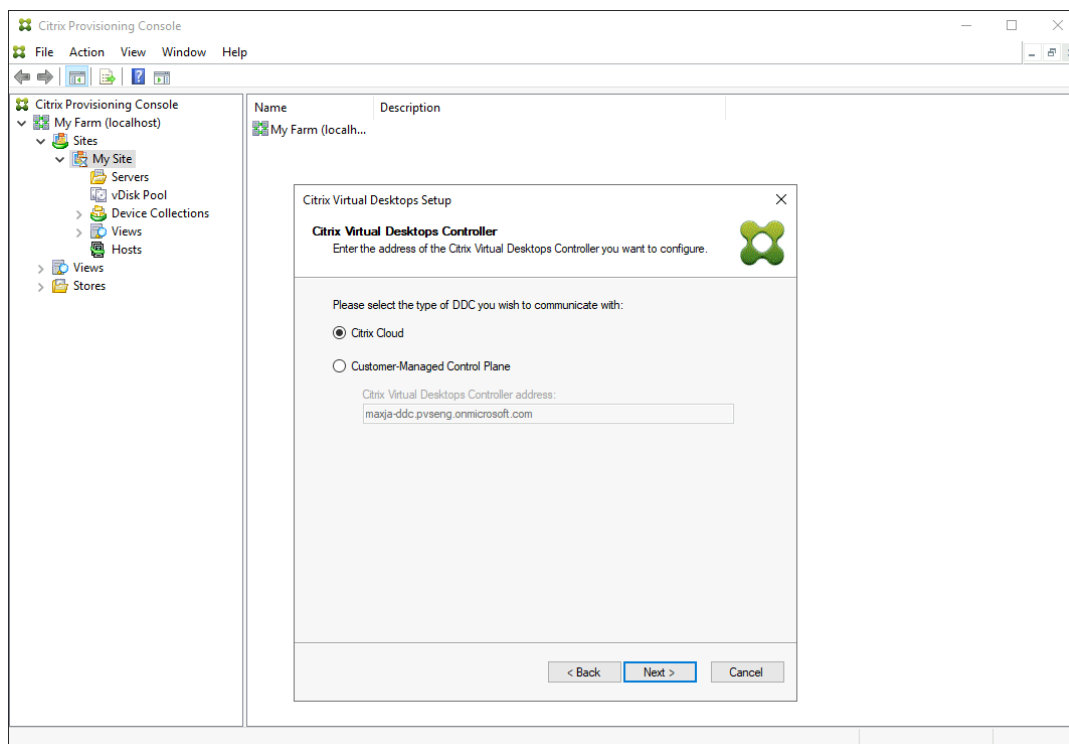 Citrix Provisioning Console
File Action View Window Help
Citrix Provisioning Console
My Farm (localhost)
Sites
My Site
Servers
vDisk Pool
Device Collections
Views
Hosts
Views
Stores
Name Description
My Farm (localh...
Citrix Virtual Desktops Setup
Citrix Virtual Desktops Controller
Enter the address of the Citrix Virtual Desktops Controller you want to configure.
Please select the type of DDC you wish to communicate with:
Citrix Cloud
Customer-Managed Control Plane
Citrix Virtual Desktops Controller address:
maxja-ddc.pvseng.onmicrosoft.com
< Back Next > Cancel